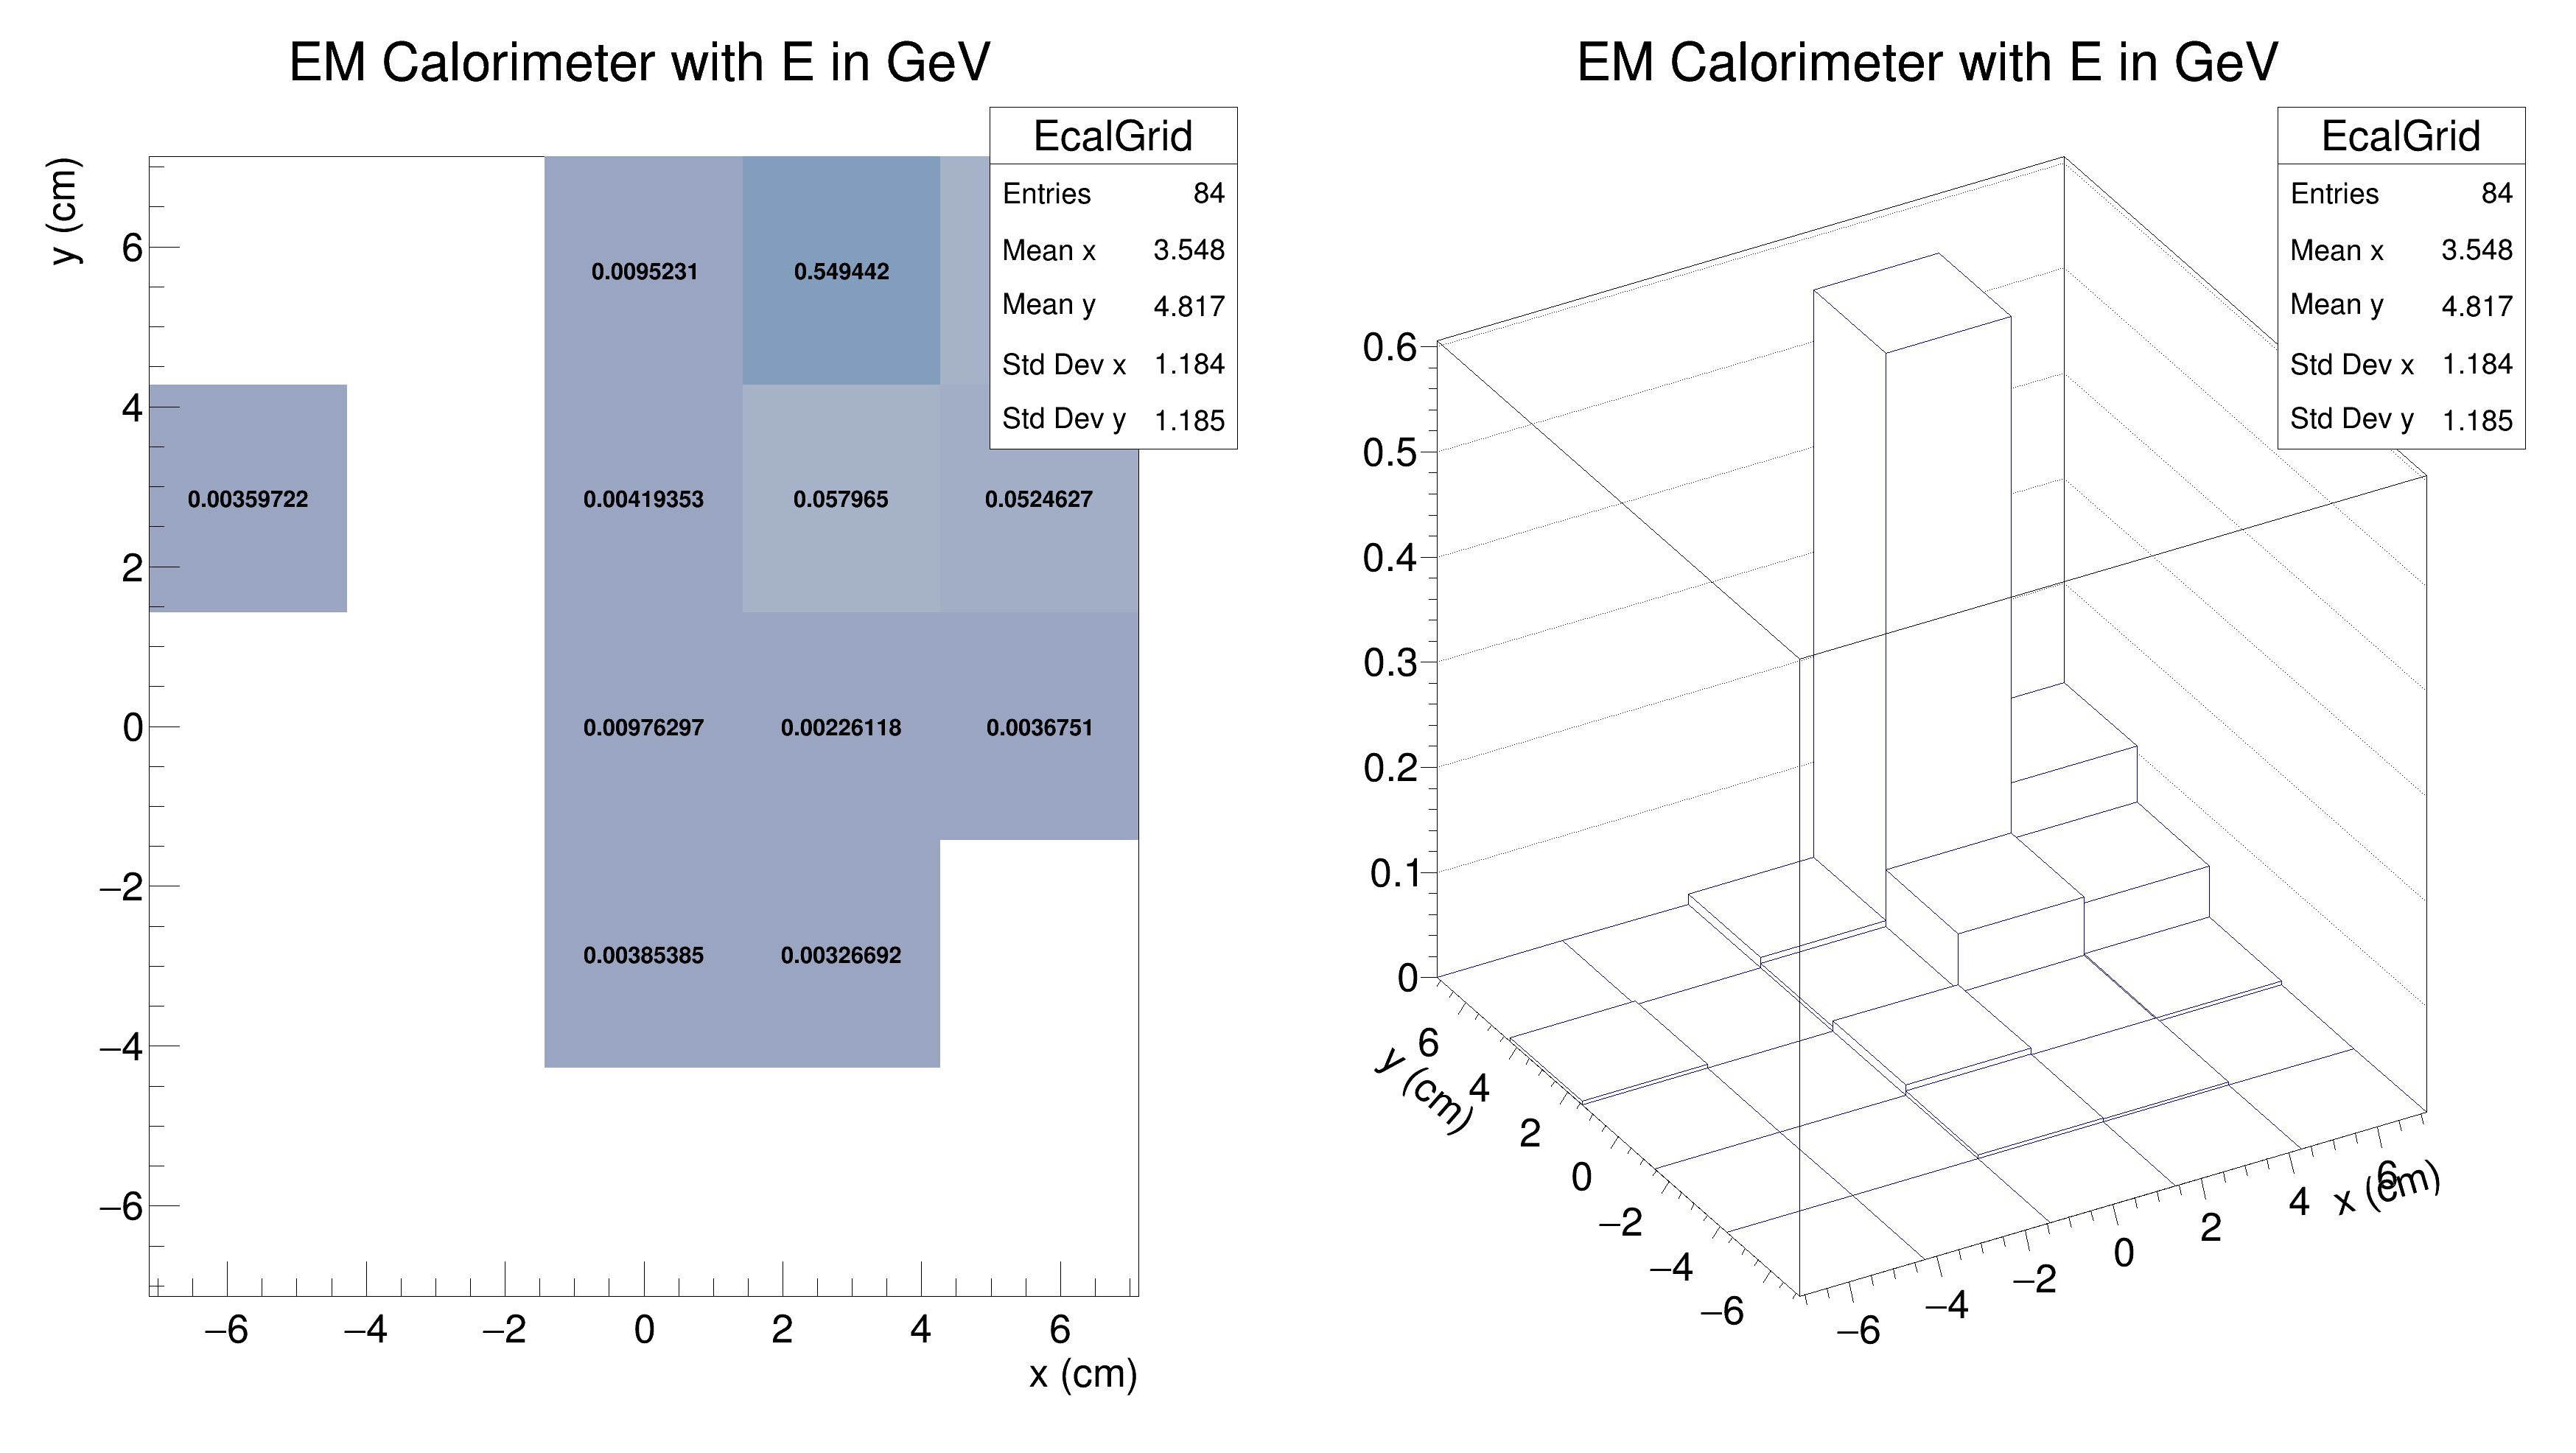 EM Calorimeter with E in GeV
EcalGrid
Entries 84
Mean x 3.548
Mean y 4.817
Std Dev x 1.184
Std Dev y 1.185
y (cm)
6
4
2
0
−2
−4
−6
0.0095231 0.549442
0.00359722 0.00419353 0.057965 0.0524627
0.00976297 0.00226118 0.0036751
0.00385385 0.00326692
−6 −4 −2 0 2 4 6
x (cm)
EM Calorimeter with E in GeV
EcalGrid
Entries 84
Mean x 3.548
Mean y 4.817
Std Dev x 1.184
Std Dev y 1.185
0.6
0.5
0.4
0.3
0.2
0.1
0
y (cm)
6
4
2
0
−2
−4
−6
−6
−4
−2
0
2
4
6
x (cm)